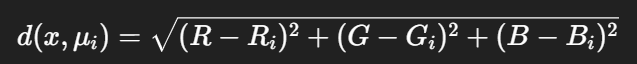 d(x, μᵢ) = √(R − Rᵢ)² + (G − Gᵢ)² + (B − Bᵢ)²